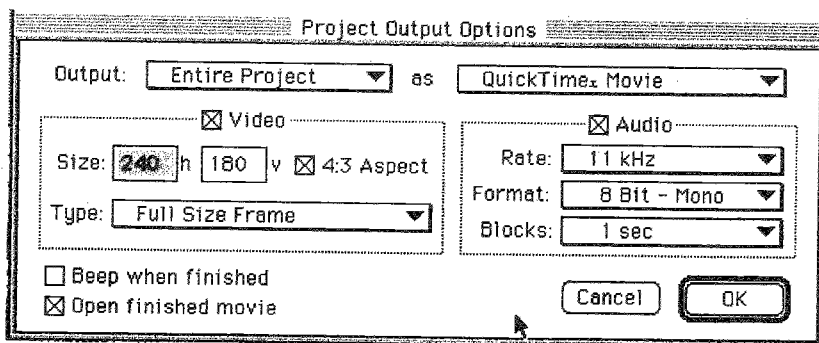 Project Output Options
Output: Entire Project as QuickTime™ Movie
Video
Size: 240 h 180 v 4:3 Aspect
Type: Full Size Frame
Audio
Rate: 11 kHz
Format: 8 Bit - Mono
Blocks: 1 sec
Beep when finished
Open finished movie
Cancel OK